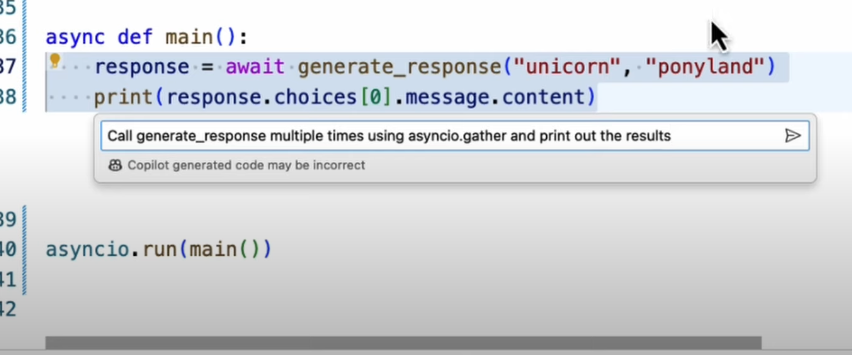 35
36 async def main():
37 response = await generate_response("unicorn", "ponyland")
38 print(response.choices[0].message.content)
Call generate_response multiple times using asyncio.gather and print out the results
Copilot generated code may be incorrect
39
40 asyncio.run(main())
41
42